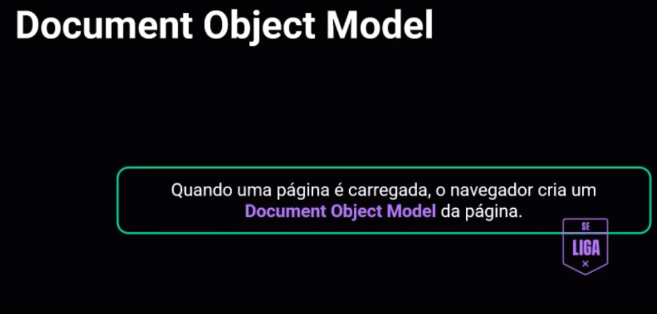 Document Object Model
Quando uma página é carregada, o navegador cria um
Document Object Model da página.
SE
LIGA
×